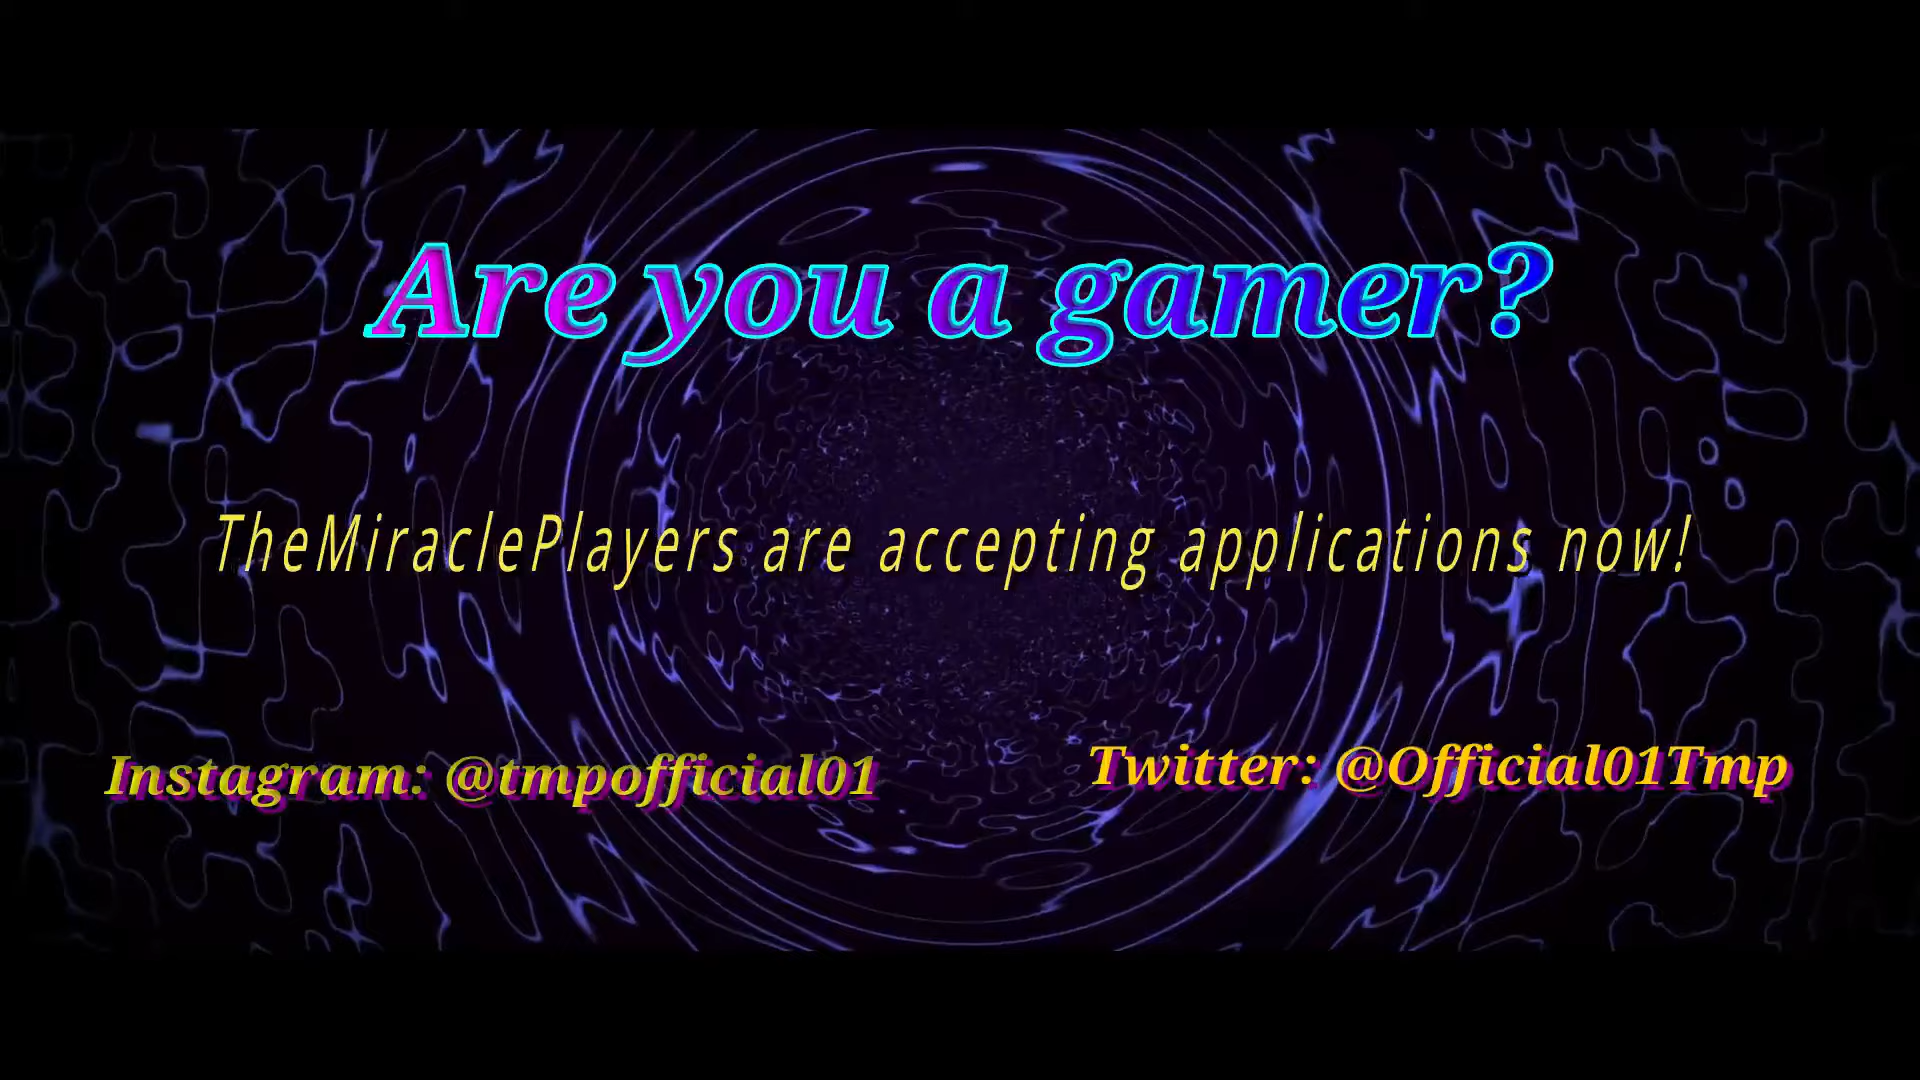 Are you a gamer?
TheMiraclePlayers are accepting applications now!
Instagram: @tmpofficial01
Twitter: @Official01Tmp